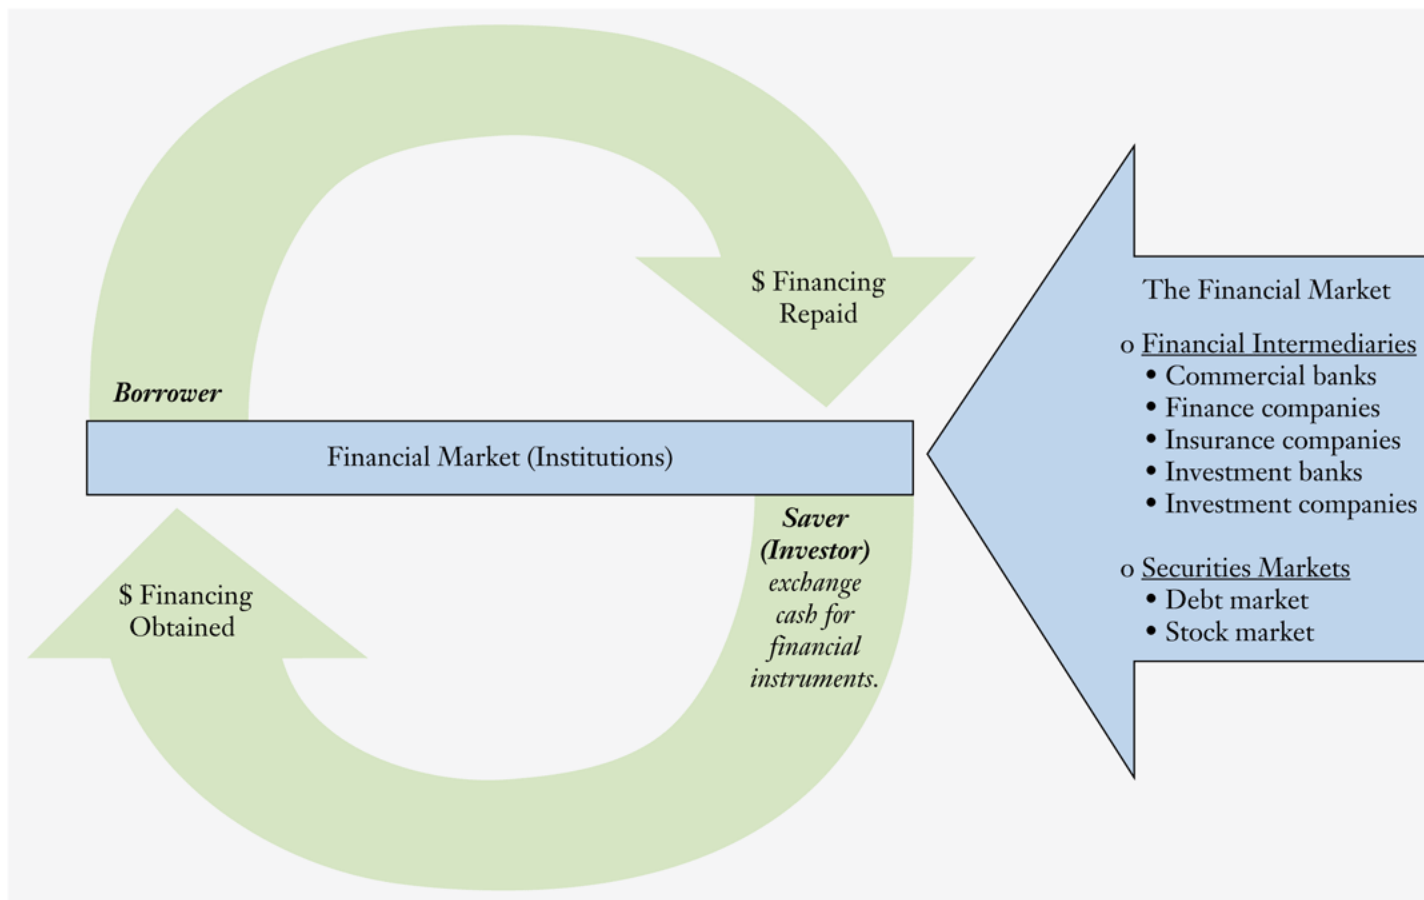 $ Financing
Repaid
Borrower
Financial Market (Institutions)
Saver
(Investor)
exchange
cash for
financial
instruments.
$ Financing
Obtained
The Financial Market
o Financial Intermediaries
• Commercial banks
• Finance companies
• Insurance companies
• Investment banks
• Investment companies
o Securities Markets
• Debt market
• Stock market